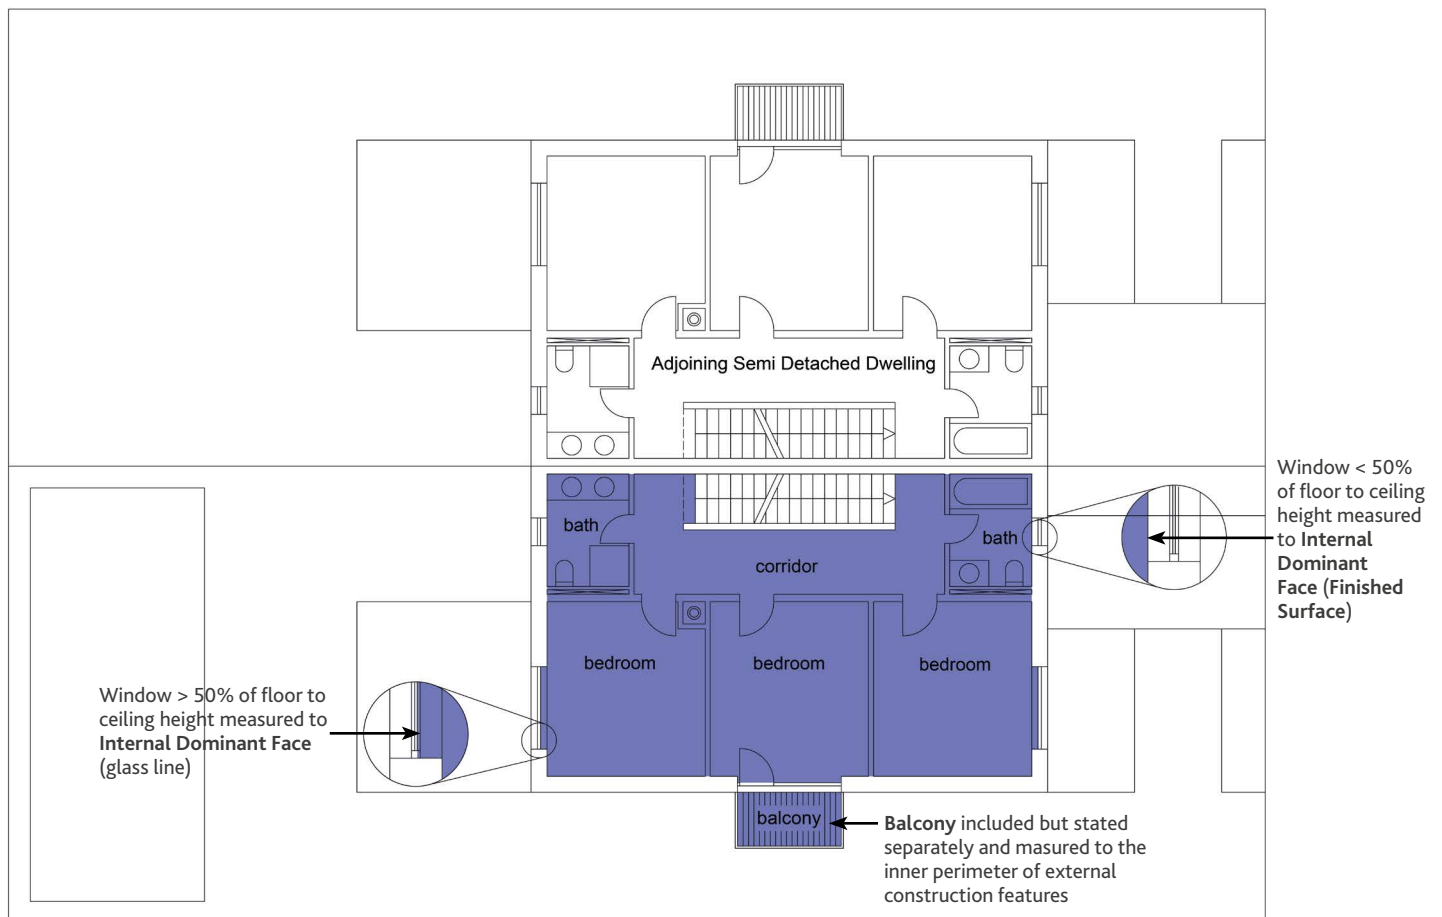 Adjoining Semi Detached Dwelling
Window < 50%
of floor to ceiling
height measured
to Internal
Dominant
Face (Finished
Surface)
bath
bath
corridor
bedroom
bedroom
bedroom
Window > 50% of floor to
ceiling height measured to
Internal Dominant Face
(glass line)
balcony
Balcony included but stated
separately and masured to the
inner perimeter of external
construction features